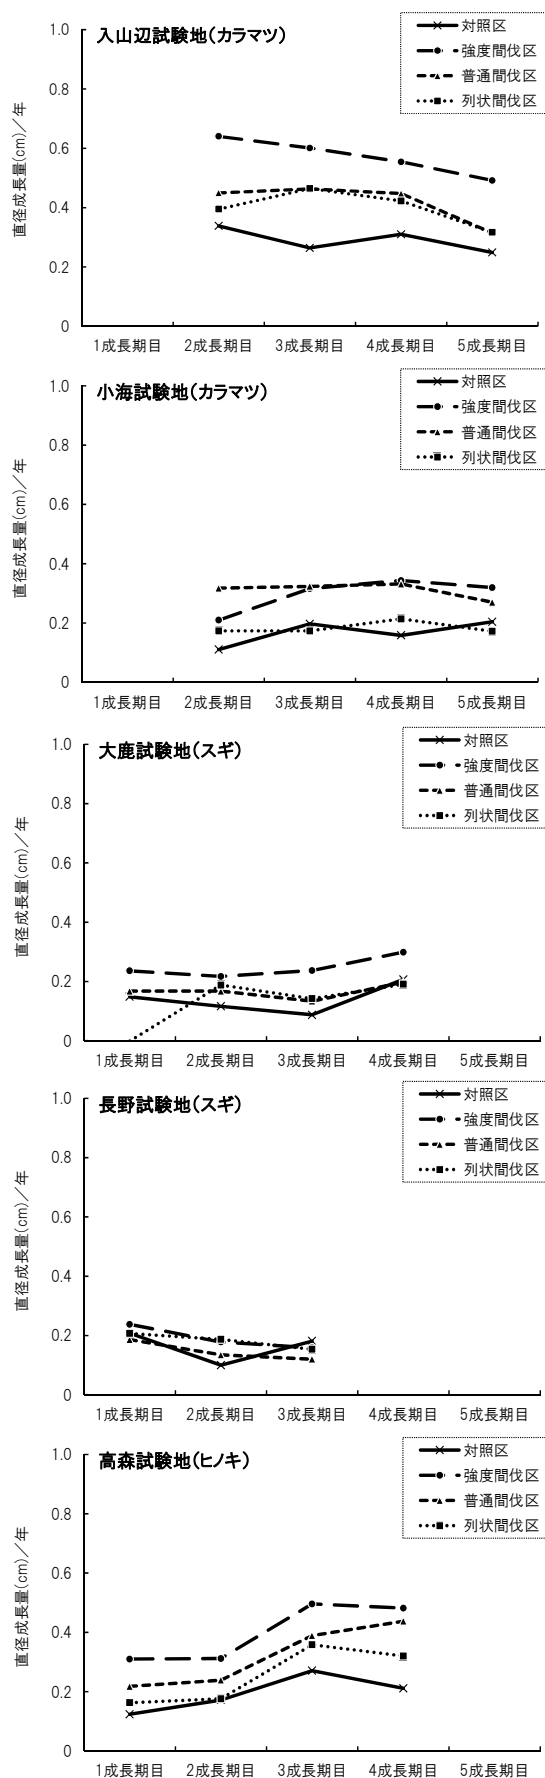 入山辺試験地(カラマツ)
対照区
強度間伐区
普通間伐区
列状間伐区
直径成長量(cm)/年
1.0
0.8
0.6
0.4
0.2
0
1成長期目 2成長期目 3成長期目 4成長期目 5成長期目
小海試験地(カラマツ)
対照区
強度間伐区
普通間伐区
列状間伐区
直径成長量(cm)/年
1.0
0.8
0.6
0.4
0.2
0
1成長期目 2成長期目 3成長期目 4成長期目 5成長期目
大鹿試験地(スギ)
対照区
強度間伐区
普通間伐区
列状間伐区
直径成長量(cm)/年
1.0
0.8
0.6
0.4
0.2
0
1成長期目 2成長期目 3成長期目 4成長期目 5成長期目
長野試験地(スギ)
対照区
強度間伐区
普通間伐区
列状間伐区
直径成長量(cm)/年
1.0
0.8
0.6
0.4
0.2
0
1成長期目 2成長期目 3成長期目 4成長期目 5成長期目
高森試験地(ヒノキ)
対照区
強度間伐区
普通間伐区
列状間伐区
直径成長量(cm)/年
1.0
0.8
0.6
0.4
0.2
0
1成長期目 2成長期目 3成長期目 4成長期目 5成長期目